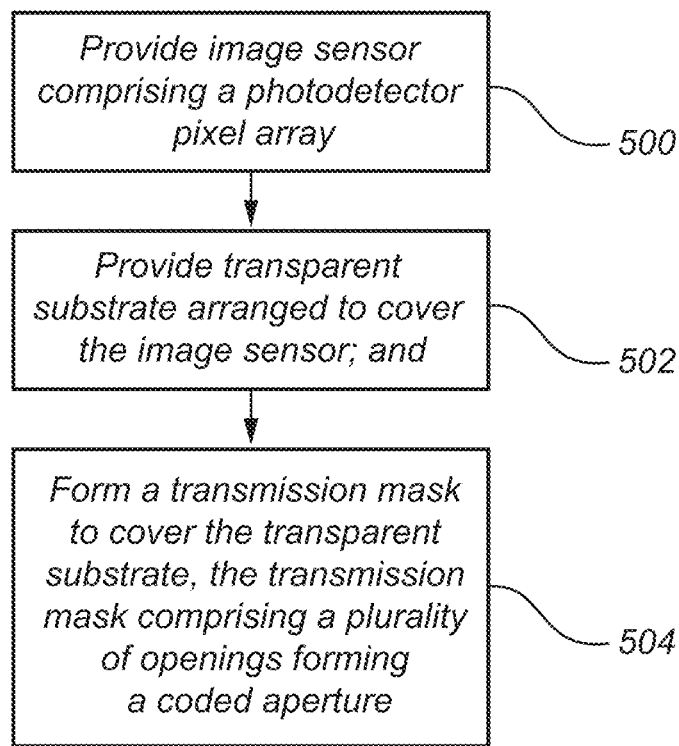 Provide image sensor
comprising a photodetector
pixel array
500
Provide transparent
substrate arranged to cover
the image sensor; and
502
Form a transmission mask
to cover the transparent
substrate, the transmission
mask comprising a plurality
of openings forming
a coded aperture
504